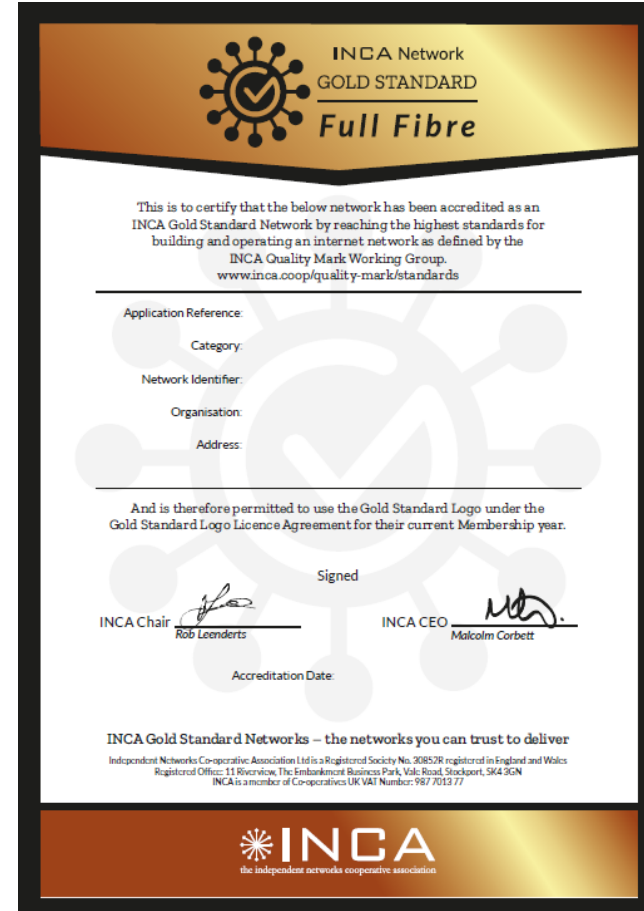 INCA Network
GOLD STANDARD
Full Fibre
This is to certify that the below network has been accredited as an
INCA Gold Standard Network by reaching the highest standards for
building and operating an internet network as defined by the
INCA Quality Mark Working Group.
www.inca.coop/quality-mark/standards
Application Reference:
Category:
Network Identifier:
Organisation:
Address:
And is therefore permitted to use the Gold Standard Logo under the
Gold Standard Logo Licence Agreement for their current Membership year.
Signed
INCA Chair
Rob Leenderts
INCA CEO
Malcolm Corbett
Accreditation Date:
INCA Gold Standard Networks – the networks you can trust to deliver
Independent Networks Co-operative Association Ltd is a Registered Society No. 30852R registered in England and Wales
Registered Office: 11 Riverview, The Embankment Business Park, Vale Road, Stockport, SK4 3GN
INCA is a member of Co-operatives UK VAT Number: 987 7013 77
INCA
the independent networks cooperative association